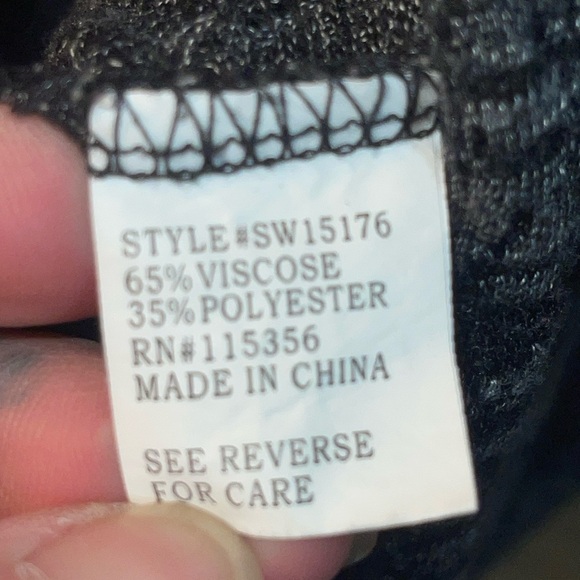 STYLE#SW15176
65% VISCOSE
35% POLYESTER
RN#115356
MADE IN CHINA
SEE REVERSE
FOR CARE